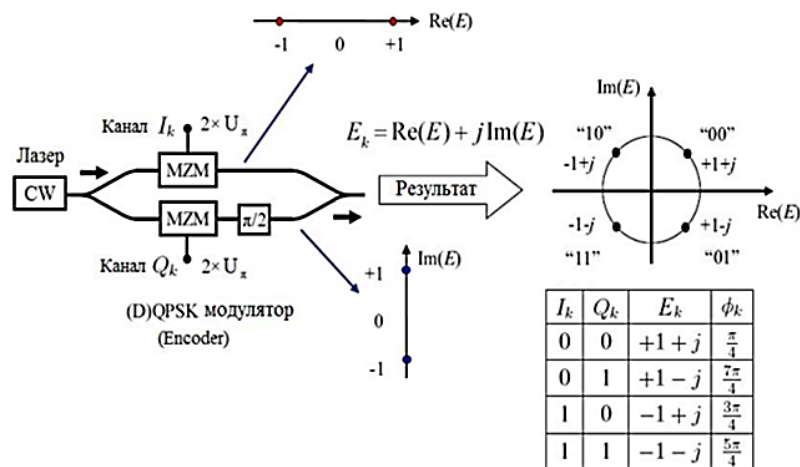 Re(E)
-1 0 +1
Канал I_k 2× U_π
Лазер
CW
MZM
MZM
π/2
Канал Q_k 2× U_π
(D)QPSK модулятор
(Encoder)
E_k = Re(E) + j Im(E)
Результат
Im(E)
+1
0
-1
Im(E)
“10” “00”
-1+j +1+j
Re(E)
-1-j +1-j
“11” “01”
I_k Q_k E_k ϕ_k
0 0 +1 + j π/4
0 1 +1 − j 7π/4
1 0 −1 + j 3π/4
1 1 −1 − j 5π/4